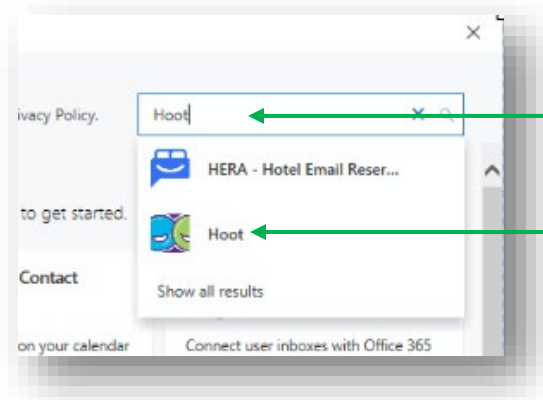 ivacy Policy.
Hoot
HERA - Hotel Email Reser...
to get started.
Hoot
Contact
Show all results
on your calendar
Connect user inboxes with Office 365